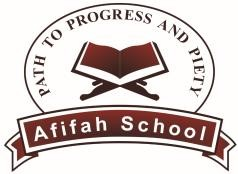 PATH TO PROGRESS AND PIETY
Afifah School